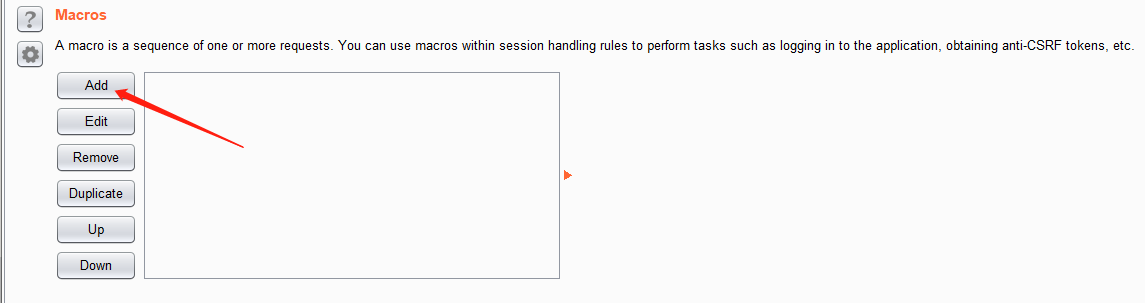 ?
Macros
A macro is a sequence of one or more requests. You can use macros within session handling rules to perform tasks such as logging in to the application, obtaining anti-CSRF tokens, etc.
Add
Edit
Remove
Duplicate
Up
Down